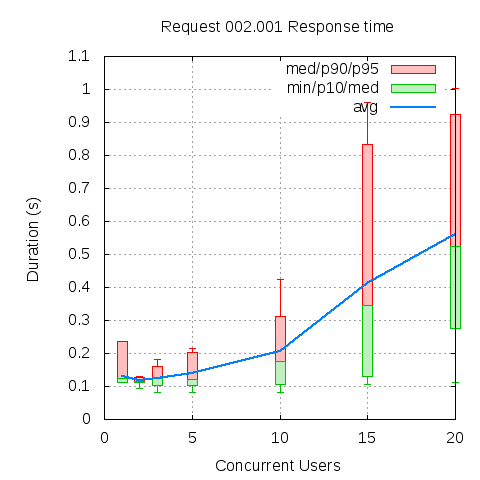 Request 002.001 Response time
med/p90/p95
min/p10/med
avg
1.1
1
0.9
0.8
0.7
0.6
0.5
0.4
0.3
0.2
0.1
0
Duration (s)
0 5 10 15 20
Concurrent Users